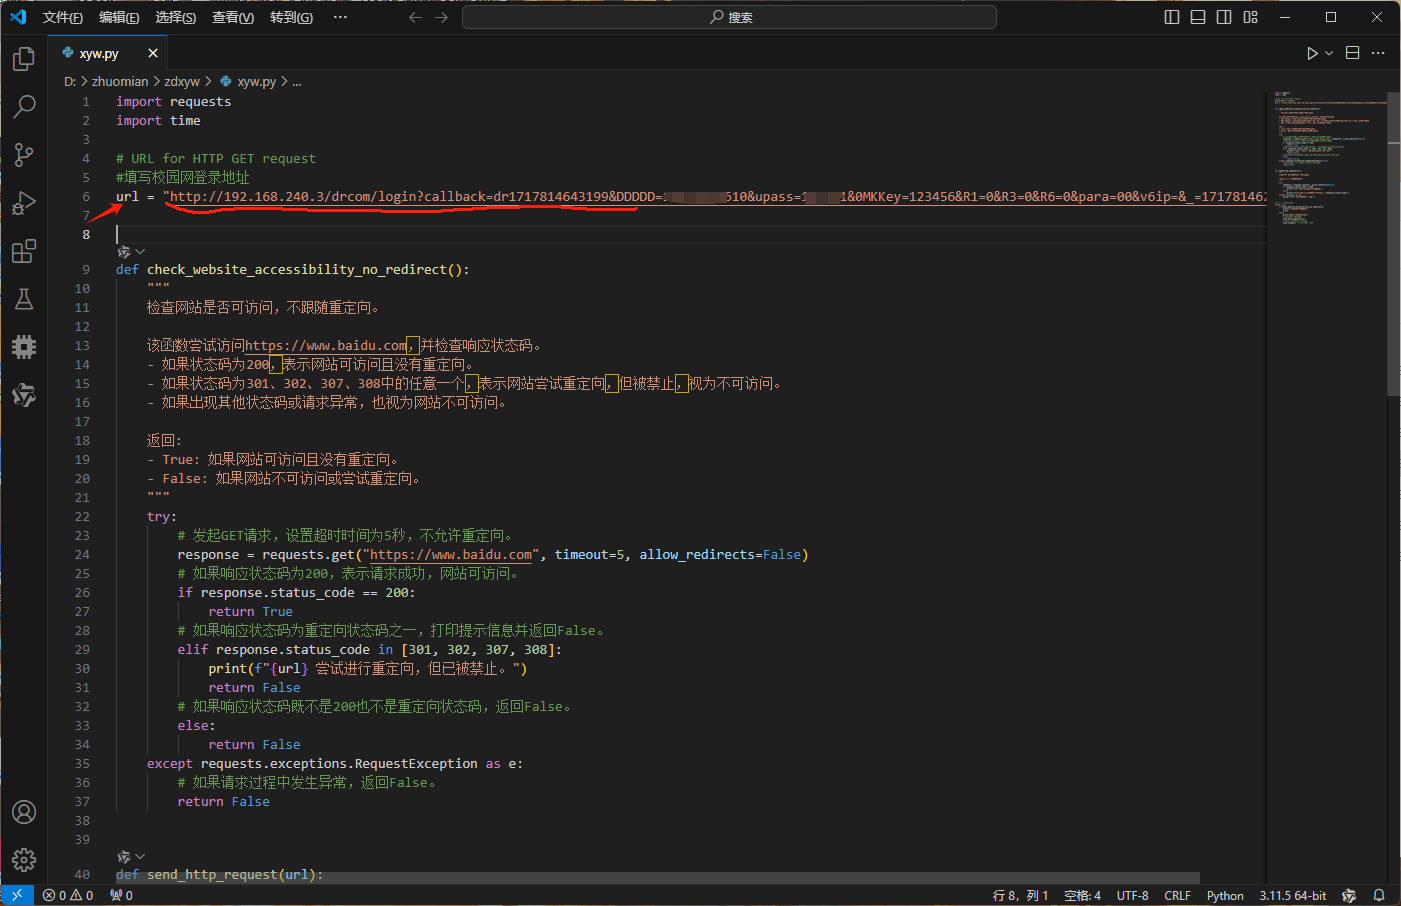 文件(F) 编辑(E) 选择(S) 查看(V) 转到(G) ··· 搜索
xyw.py
D: > zhuomian > zdxyw > xyw.py > ...
1 import requests
2 import time
3
4 # URL for HTTP GET request
5 #填写校园网登录地址
6 url = "http://192.168.240.3/drcom/login?callback=dr1717814643199&DDDDD=1 510&upass=1 1&0MKKey=123456&R1=0&R3=0&R6=0&para=00&v6ip=&_=171781462
7
8
9 def check_website_accessibility_no_redirect():
10 """
11 检查网站是否可访问，不跟随重定向。
12
13 该函数尝试访问https://www.baidu.com，并检查响应状态码。
14 - 如果状态码为200，表示网站可访问且没有重定向。
15 - 如果状态码为301、302、307、308中的任意一个，表示网站尝试重定向，但被禁止，视为不可访问。
16 - 如果出现其他状态码或请求异常，也视为网站不可访问。
17
18 返回:
19 - True: 如果网站可访问且没有重定向。
20 - False: 如果网站不可访问或尝试重定向。
21 """
22 try:
23 # 发起GET请求，设置超时时间为5秒，不允许重定向。
24 response = requests.get("https://www.baidu.com", timeout=5, allow_redirects=False)
25 # 如果响应状态码为200，表示请求成功，网站可访问。
26 if response.status_code == 200:
27 return True
28 # 如果响应状态码为重定向状态码之一，打印提示信息并返回False。
29 elif response.status_code in [301, 302, 307, 308]:
30 print(f"{url} 尝试进行重定向，但已被禁止。")
31 return False
32 # 如果响应状态码既不是200也不是重定向状态码，返回False。
33 else:
34 return False
35 except requests.exceptions.RequestException as e:
36 # 如果请求过程中发生异常，返回False。
37 return False
38
39
40 def send_http_request(url):
0 0 0 行 8，列 1 空格: 4 UTF-8 CRLF Python 3.11.5 64-bit